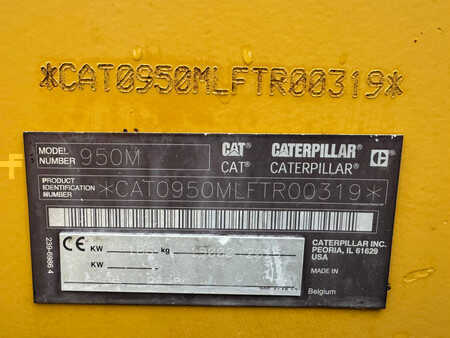 *CAT0950MLFTR00319*
MODEL NUMBER 950M
CAT CATERPILLAR
CAT® CATERPILLAR®
PRODUCT IDENTIFICATION NUMBER *CAT0950MLFTR00319*
239-6986 4
CE KW kg
KW
CATERPILLAR INC.
PEORIA, IL 61629
USA
MADE IN
Belgium